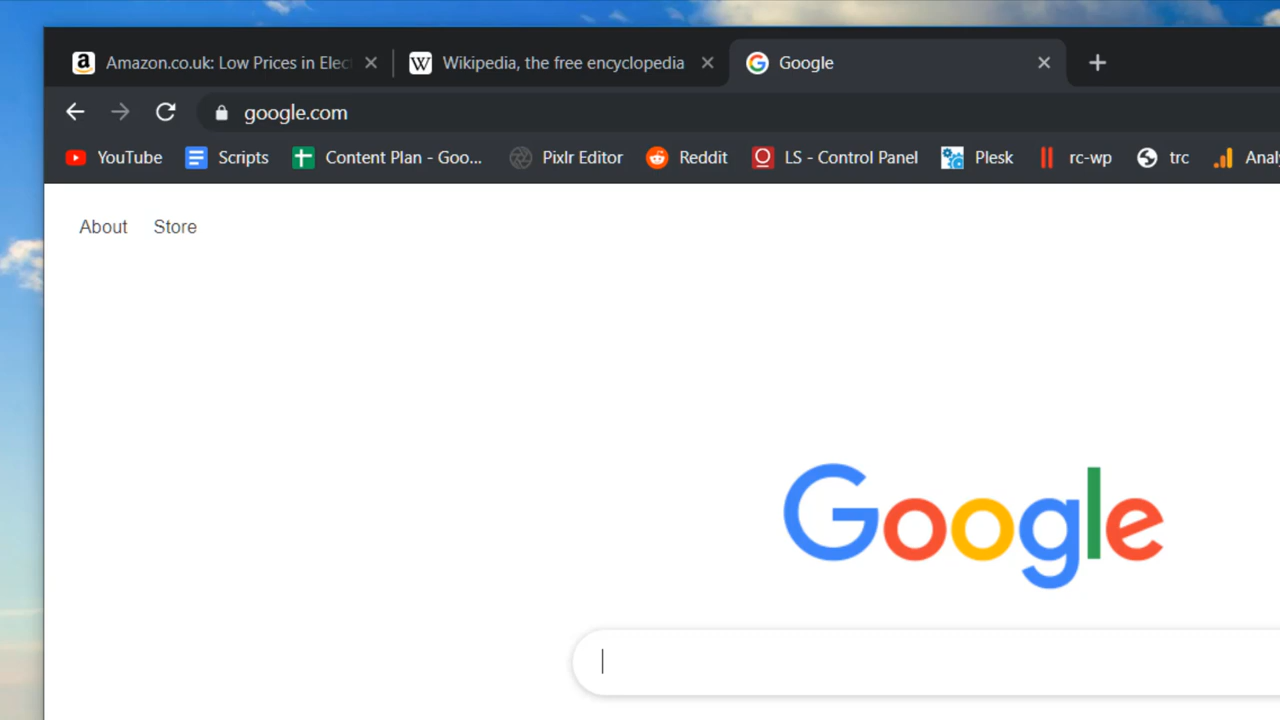 Amazon.co.uk: Low Prices in Elect
Wikipedia, the free encyclopedia
Google
google.com
YouTube
Scripts
Content Plan - Goo...
Pixlr Editor
Reddit
LS - Control Panel
Plesk
rc-wp
trc
Analy
About
Store
Google